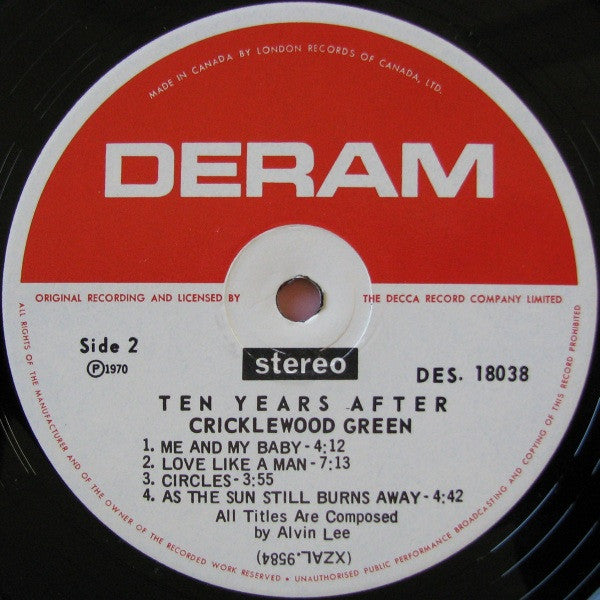 MADE IN CANADA BY LONDON RECORDS OF CANADA, LTD.
DERAM
ORIGINAL RECORDING AND LICENSED BY THE DECCA RECORD COMPANY LIMITED
Side 2
℗1970
stereo
DES. 18038
TEN YEARS AFTER
CRICKLEWOOD GREEN
1. ME AND MY BABY - 4:12
2. LOVE LIKE A MAN - 7:13
3. CIRCLES - 3:55
4. AS THE SUN STILL BURNS AWAY - 4:42
All Titles Are Composed
by Alvin Lee
(XZAL.9584)
ALL RIGHTS OF THE MANUFACTURER AND OF THE OWNER OF THE RECORDED WORK RESERVED • UNAUTHORISED PUBLIC PERFORMANCE BROADCASTING AND COPYING OF THIS RECORD PROHIBITED